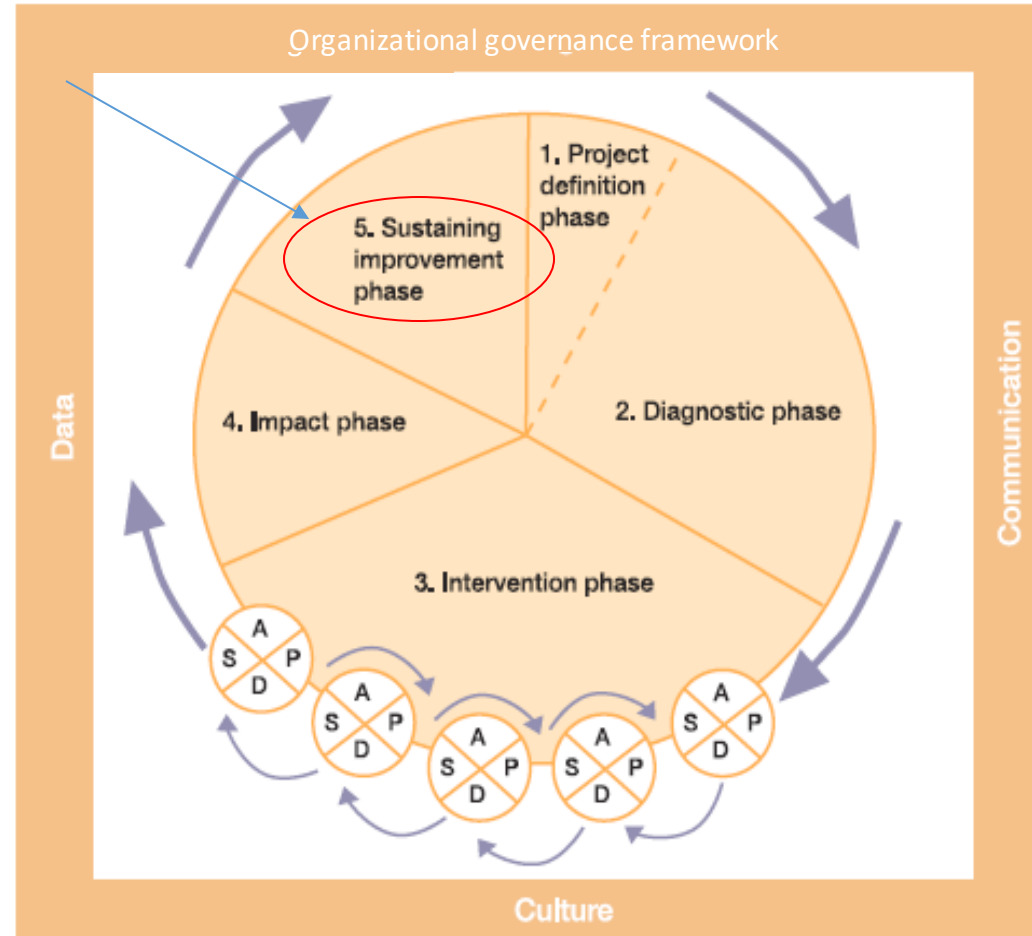 Organizational governance framework
1. Project
definition
phase
5. Sustaining
improvement
phase
2. Diagnostic phase
4. Impact phase
3. Intervention phase
Data
Communication
A
S P
D
A
S P
D
A
S P
D
A
S P
D
A
S P
D
Culture